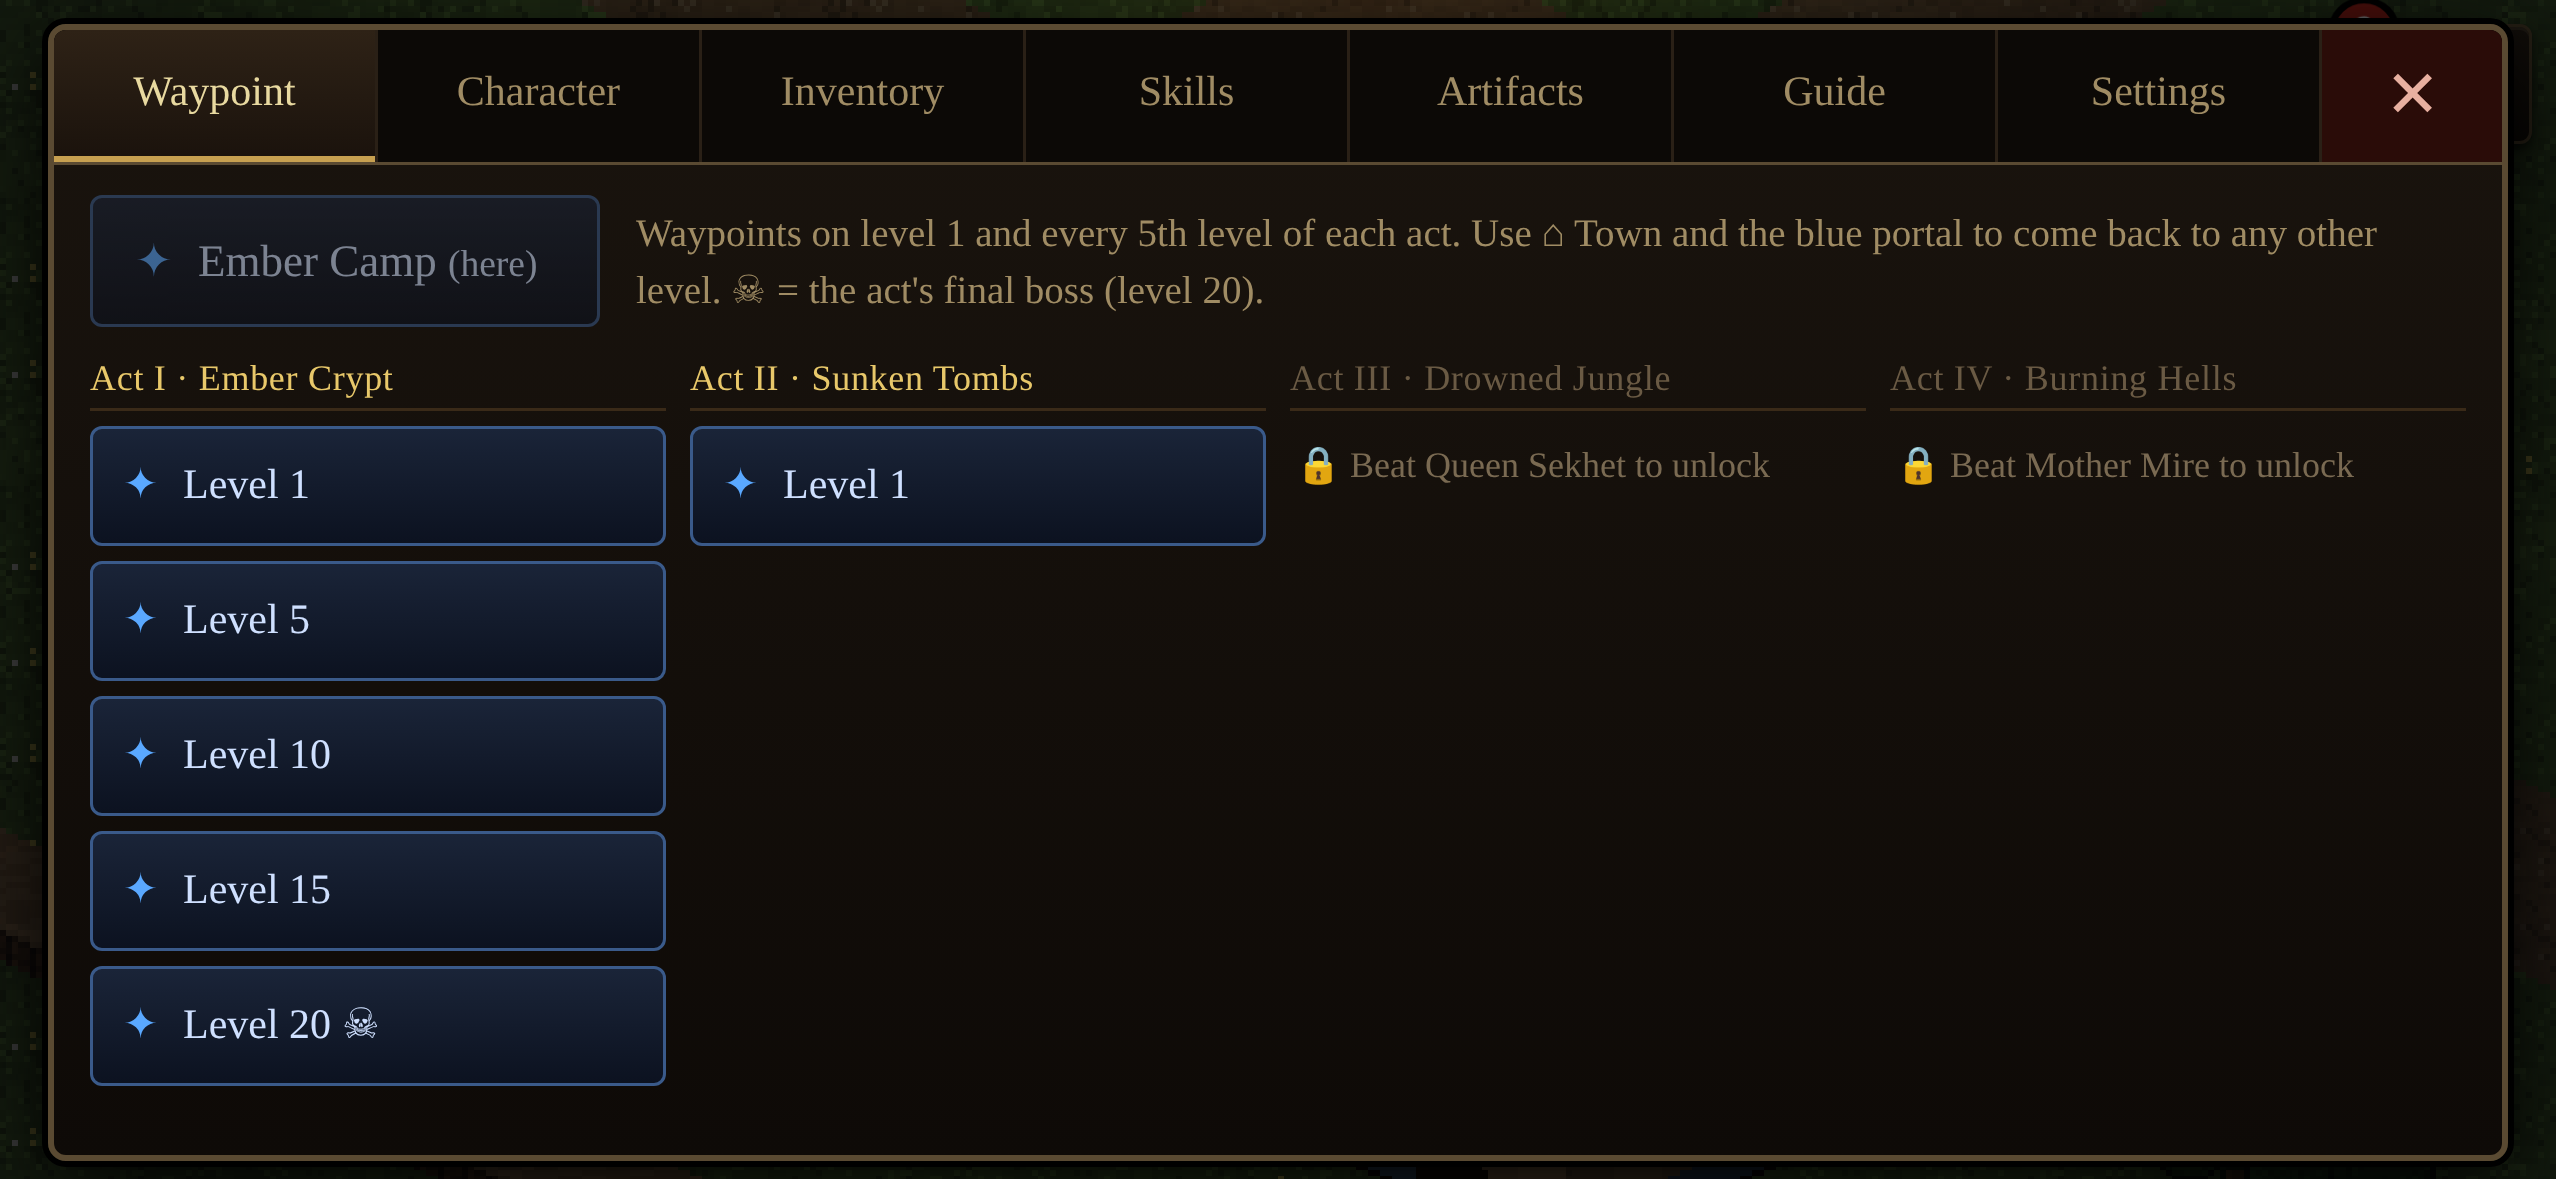 Waypoint
Character
Inventory
Skills
Artifacts
Guide
Settings
✕
✦ Ember Camp (here)
Waypoints on level 1 and every 5th level of each act. Use ⌂ Town and the blue portal to come back to any other
level. ☠ = the act's final boss (level 20).
Act I · Ember Crypt
✦ Level 1
✦ Level 5
✦ Level 10
✦ Level 15
✦ Level 20 ☠
Act II · Sunken Tombs
✦ Level 1
Act III · Drowned Jungle
🔒 Beat Queen Sekhet to unlock
Act IV · Burning Hells
🔒 Beat Mother Mire to unlock